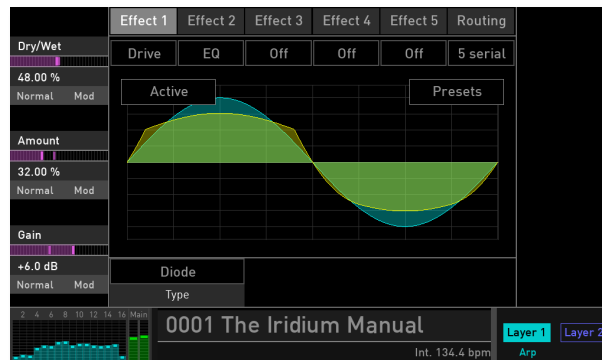 Effect 1 Effect 2 Effect 3 Effect 4 Effect 5 Routing
Drive EQ Off Off Off 5 serial
Dry/Wet
48.00 %
Normal Mod
Active Presets
Amount
32.00 %
Normal Mod
Gain
+6.0 dB
Normal Mod
Diode
Type
2 4 6 8 10 12 14 16 Main
0001 The Iridium Manual
Int. 134.4 bpm
Layer 1 Layer 2
Arp